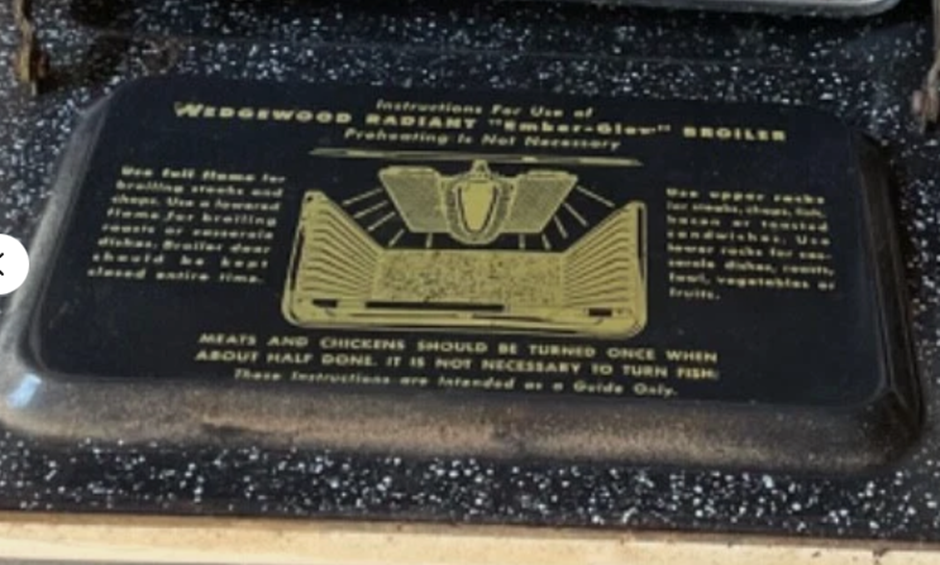 Instructions For Use of
WEDGEWOOD RADIANT "Ember-Glow" BROILER
Preheating Is Not Necessary
Use full flame for
broiling steaks and
chops. Use a lowered
flame for broiling
roasts or casserole
dishes. Broiler door
should be kept
closed entire time.
Use upper racks
for steaks, chops, fish,
bacon or toasted
sandwiches. Use
lower racks for cas-
serole dishes, roasts,
fowl, vegetables or
fruits.
MEATS AND CHICKENS SHOULD BE TURNED ONCE WHEN
ABOUT HALF DONE. IT IS NOT NECESSARY TO TURN FISH.
These Instructions are Intended as a Guide Only.